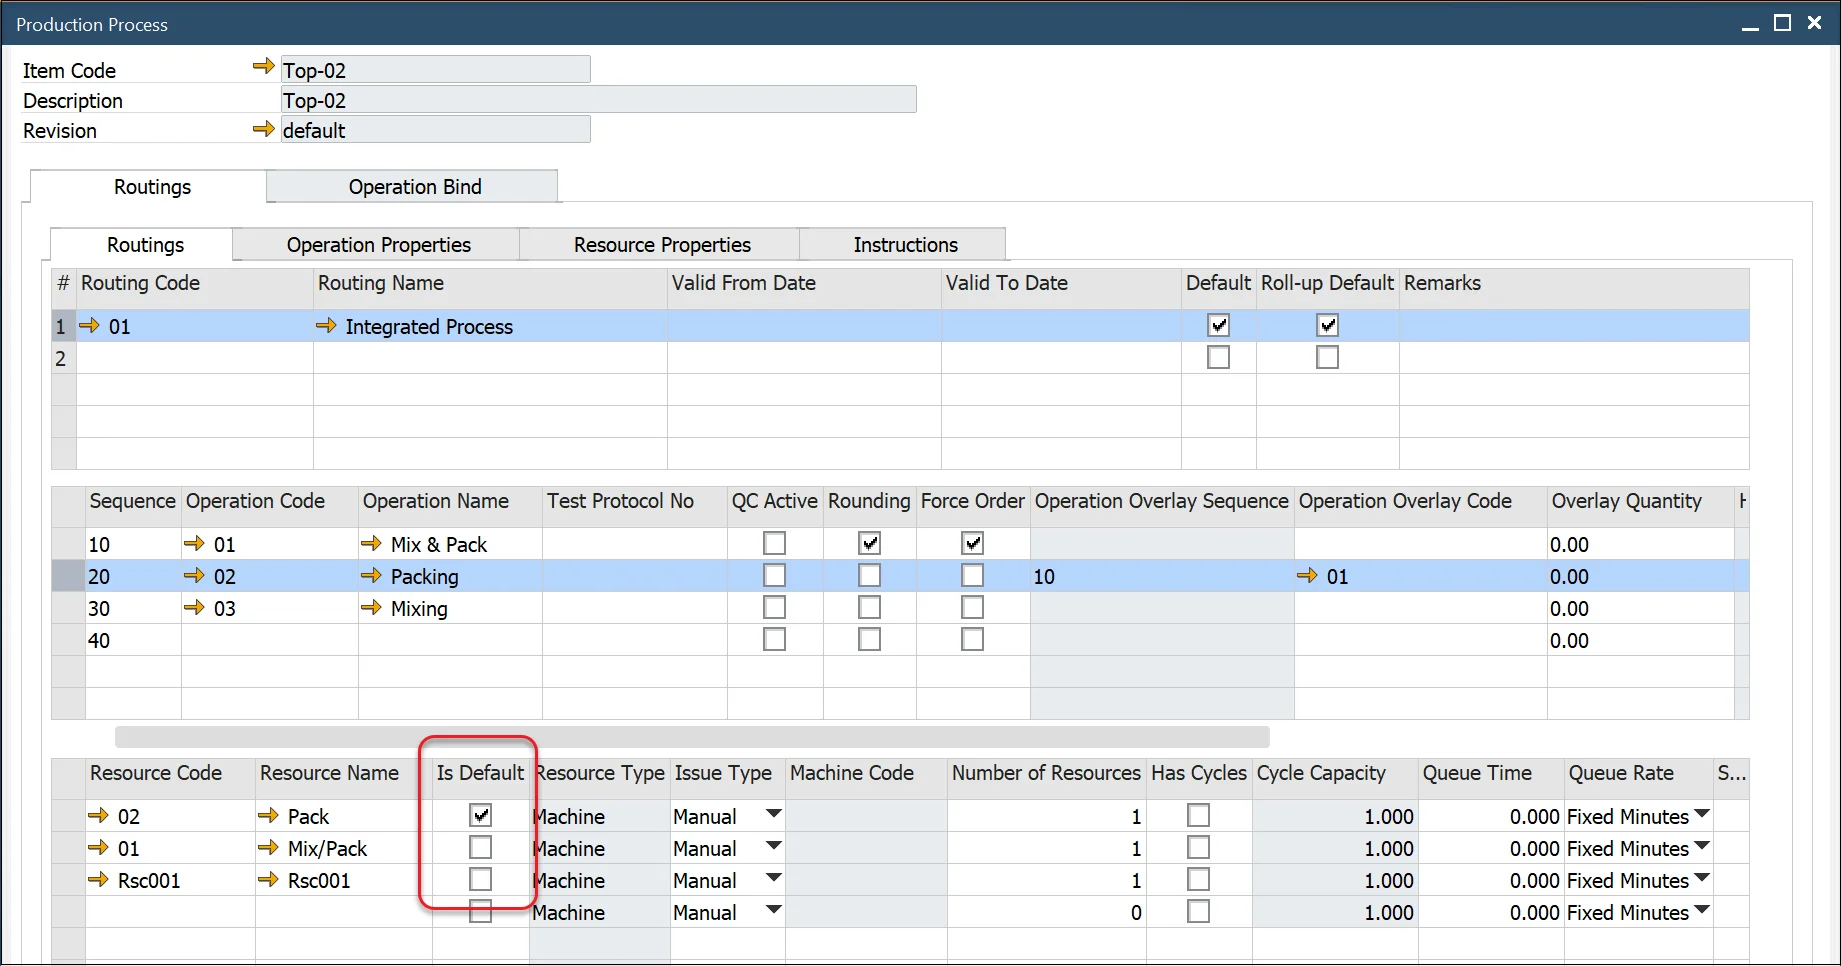 Production Process
Item Code Top-02
Description Top-02
Revision default
Routings Operation Bind
Routings Operation Properties Resource Properties Instructions
# Routing Code Routing Name Valid From Date Valid To Date Default Roll-up Default Remarks
1 01 Integrated Process
2
Sequence Operation Code Operation Name Test Protocol No QC Active Rounding Force Order Operation Overlay Sequence Operation Overlay Code Overlay Quantity
10 01 Mix & Pack 0.00
20 02 Packing 10 01 0.00
30 03 Mixing 0.00
40 0.00
Resource Code Resource Name Is Default Resource Type Issue Type Machine Code Number of Resources Has Cycles Cycle Capacity Queue Time Queue Rate S...
02 Pack Machine Manual 1 1.000 0.000 Fixed Minutes
01 Mix/Pack Machine Manual 1 1.000 0.000 Fixed Minutes
Rsc001 Rsc001 Machine Manual 1 1.000 0.000 Fixed Minutes
Machine Manual 0 1.000 0.000 Fixed Minutes